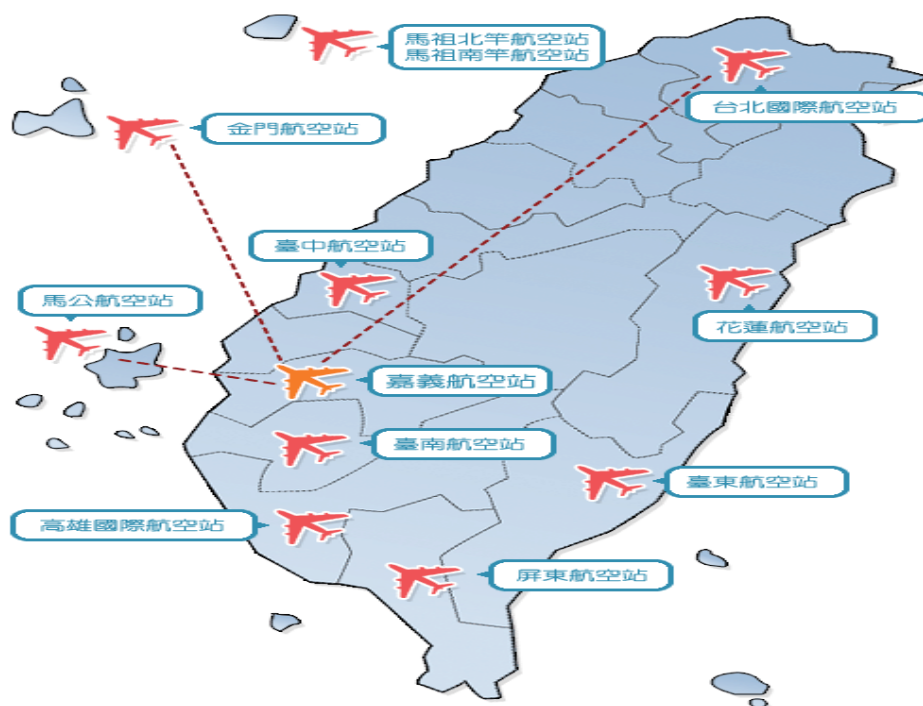 馬祖北竿航空站
馬祖南竿航空站
台北國際航空站
金門航空站
臺中航空站
馬公航空站
花蓮航空站
嘉義航空站
臺南航空站
臺東航空站
高雄國際航空站
屏東航空站